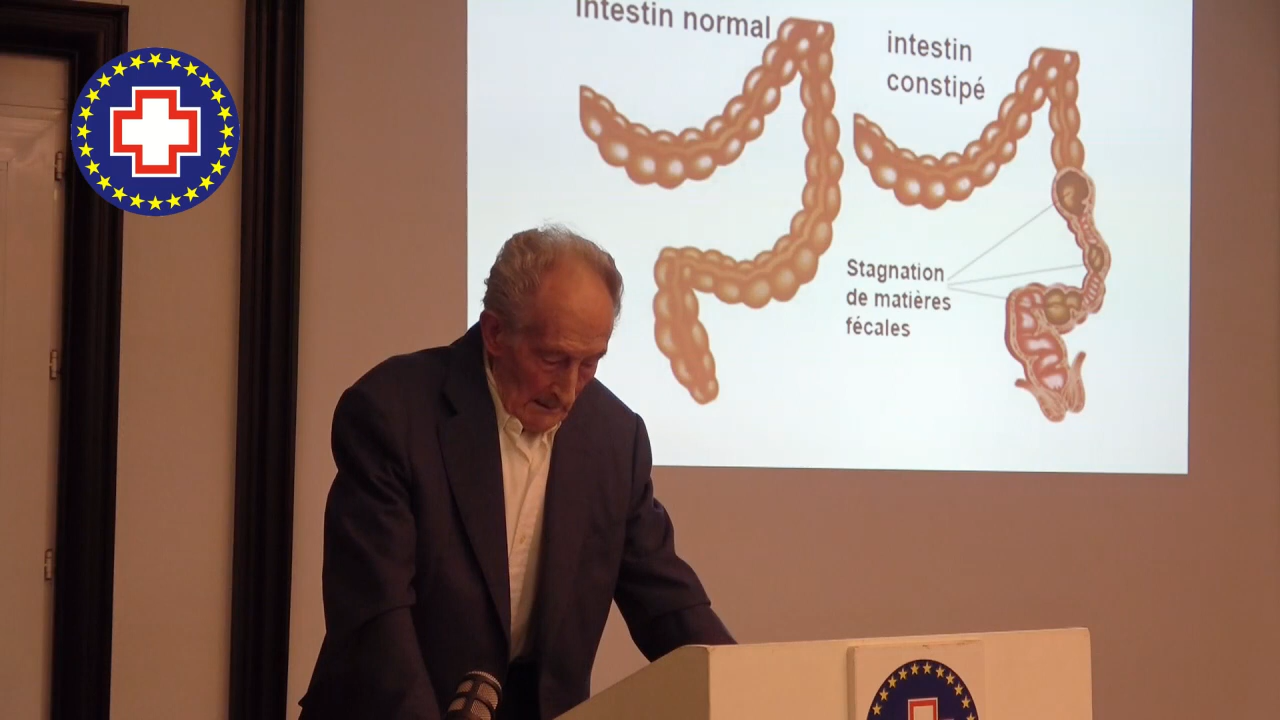 intestin normal
intestin
constipé
Stagnation
de matières
fécales